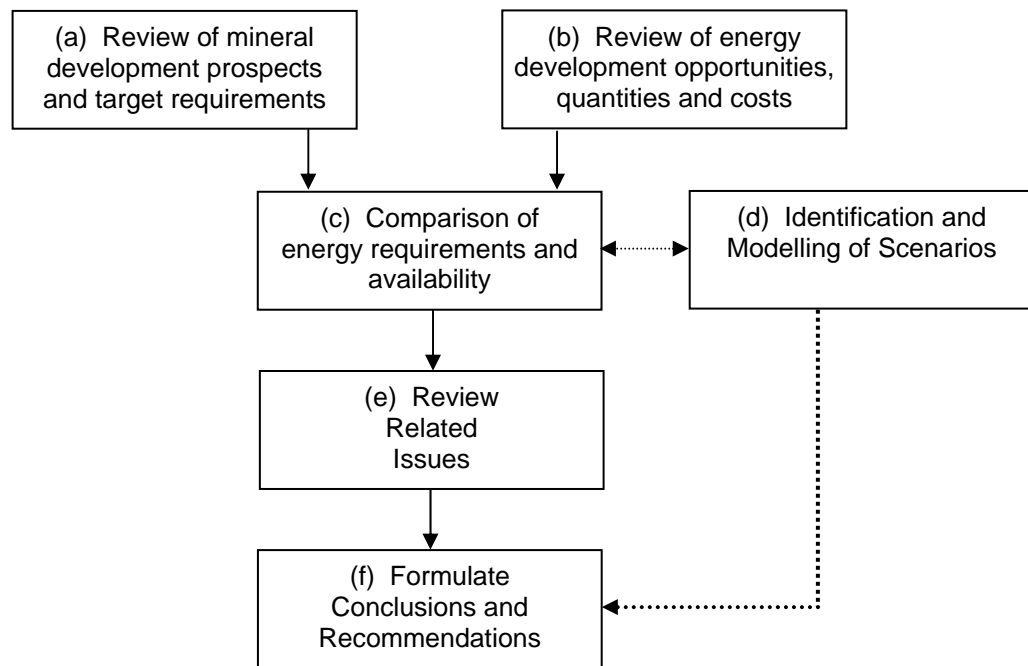 (a) Review of mineral
development prospects
and target requirements
(b) Review of energy
development opportunities,
quantities and costs
(c) Comparison of
energy requirements and
availability
(d) Identification and
Modelling of Scenarios
(e) Review
Related
Issues
(f) Formulate
Conclusions and
Recommendations